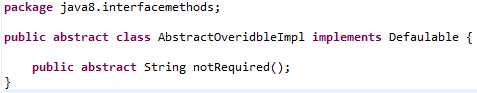 package java8.interfacemethods;
public abstract class AbstractOveridbleImpl implements Defaulable {
public abstract String notRequired();
}